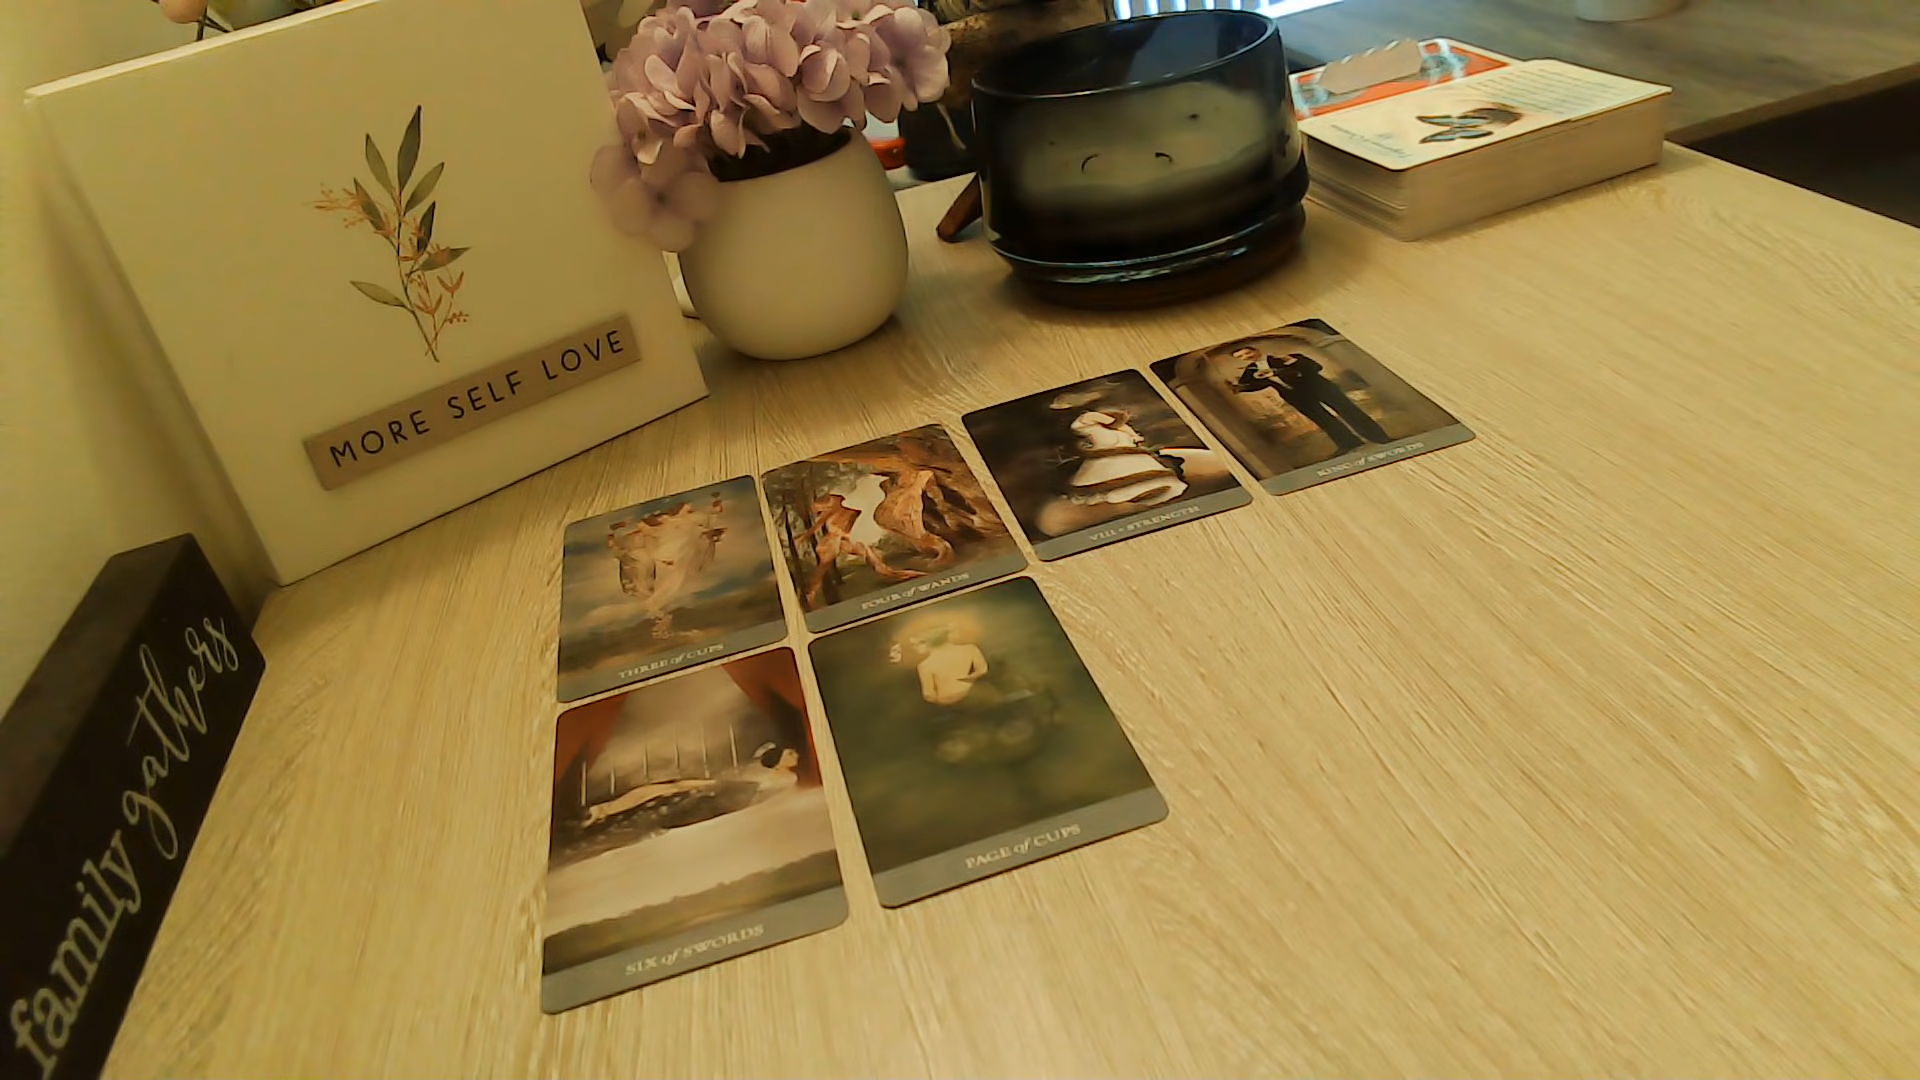 MORE SELF LOVE
family gathers
THREE of CUPS
FOUR of WANDS
VIII • STRENGTH
KING of SWORDS
SIX of SWORDS
PAGE of CUPS